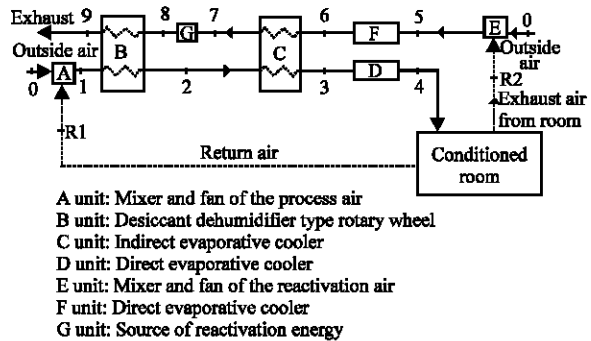 Exhaust 9 8 7 6 5 0
G F E
Outside air B C Outside air
A D R2
0 1 2 3 4
Exhaust air from room
R1
Return air
Conditioned room
A unit: Mixer and fan of the process air
B unit: Desiccant dehumidifier type rotary wheel
C unit: Indirect evaporative cooler
D unit: Direct evaporative cooler
E unit: Mixer and fan of the reactivation air
F unit: Direct evaporative cooler
G unit: Source of reactivation energy